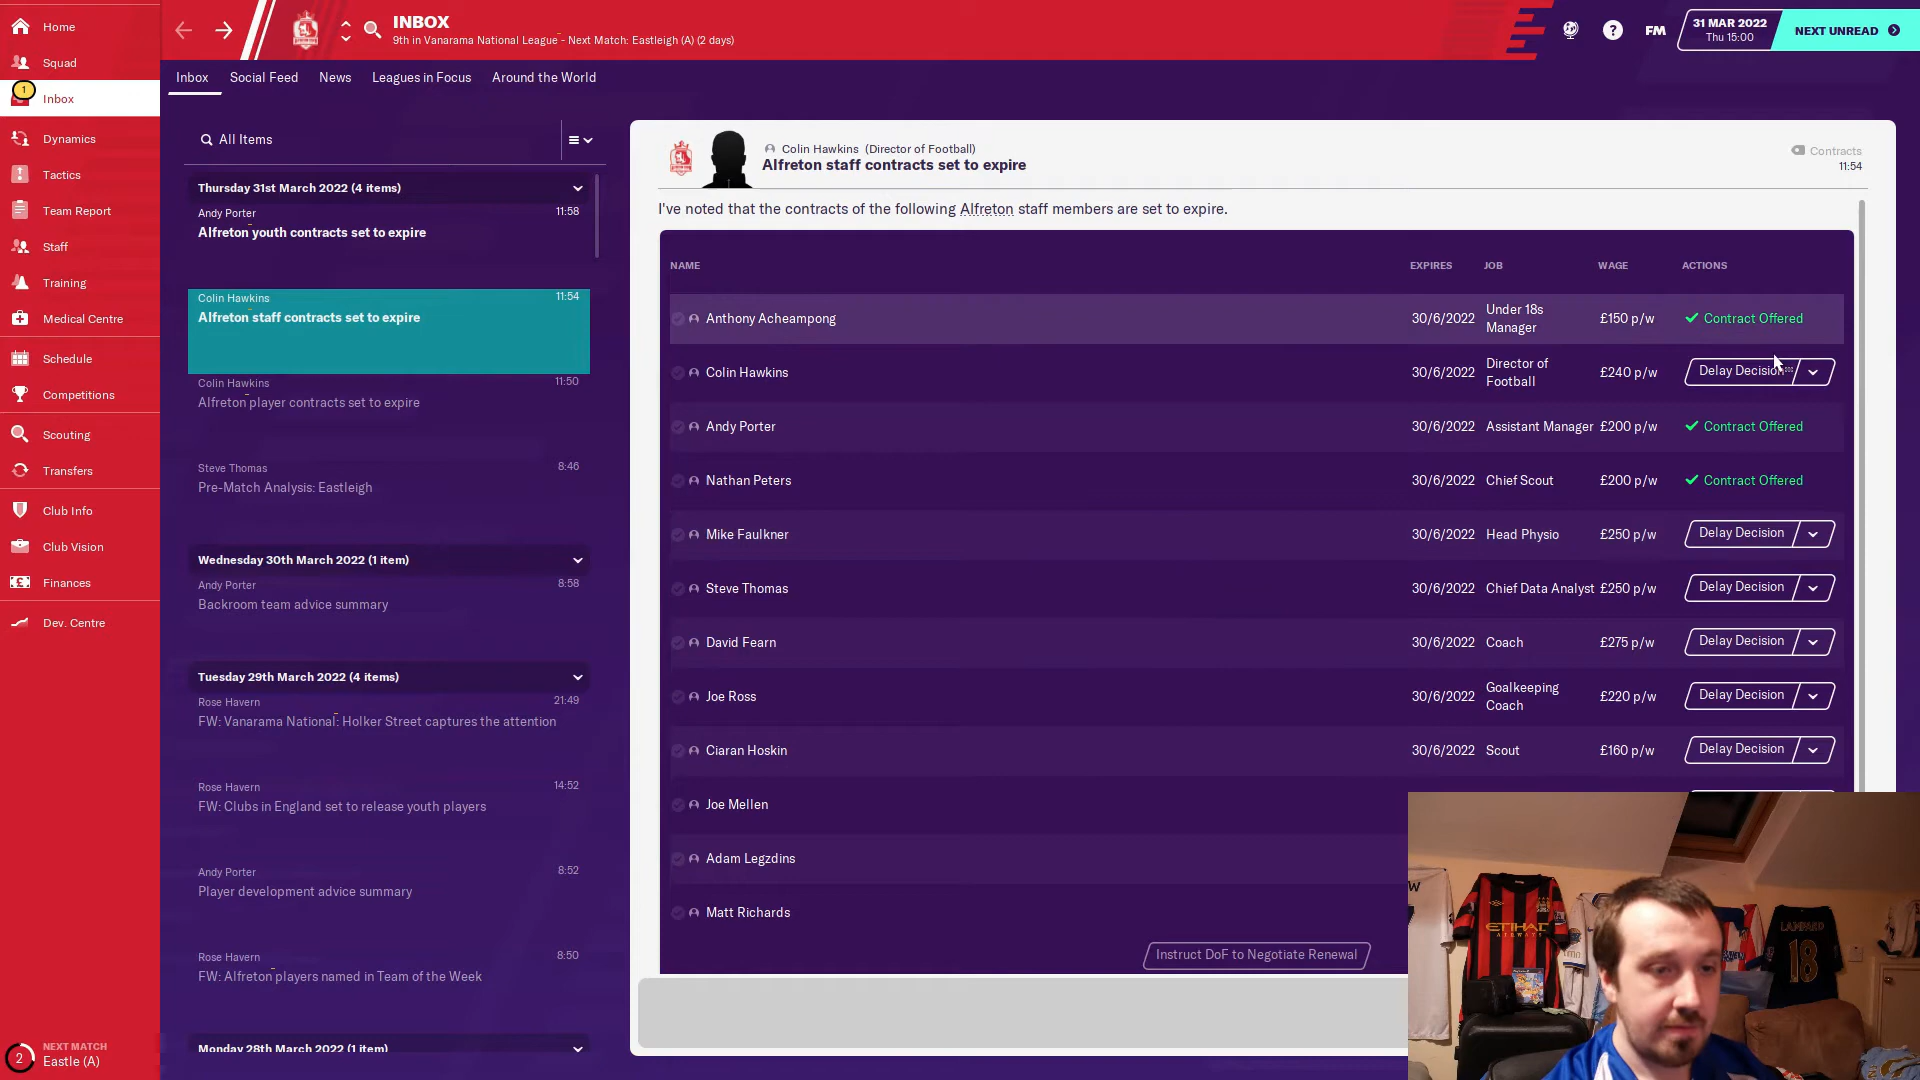 Home
Squad
1
Inbox
Dynamics
Tactics
Team Report
Staff
Training
Medical Centre
Schedule
Competitions
Scouting
Transfers
Club Info
Club Vision
Finances
Dev. Centre
2
NEXT MATCH
Eastle (A)
INBOX
9th in Vanarama National League - Next Match: Eastleigh (A) (2 days)
?
FM
31 MAR 2022
Thu 15:00
NEXT UNREAD
Inbox
Social Feed
News
Leagues in Focus
Around the World
All Items
Thursday 31st March 2022 (4 items)
Andy Porter 11:58
Alfreton youth contracts set to expire
Colin Hawkins 11:54
Alfreton staff contracts set to expire
Colin Hawkins 11:50
Alfreton player contracts set to expire
Steve Thomas 8:46
Pre-Match Analysis: Eastleigh
Wednesday 30th March 2022 (1 item)
Andy Porter 8:58
Backroom team advice summary
Tuesday 29th March 2022 (4 items)
Rose Havern 21:49
FW: Vanarama National: Holker Street captures the attention
Rose Havern 14:52
FW: Clubs in England set to release youth players
Andy Porter 8:52
Player development advice summary
Rose Havern 8:50
FW: Alfreton players named in Team of the Week
Monday 28th March 2022 (1 item)
Colin Hawkins (Director of Football)
Alfreton staff contracts set to expire
Contracts
11:54
I've noted that the contracts of the following Alfreton staff members are set to expire.
NAME EXPIRES JOB WAGE ACTIONS
Anthony Acheampong 30/6/2022 Under 18s Manager £150 p/w Contract Offered
Colin Hawkins 30/6/2022 Director of Football £240 p/w Delay Decision
Andy Porter 30/6/2022 Assistant Manager £200 p/w Contract Offered
Nathan Peters 30/6/2022 Chief Scout £200 p/w Contract Offered
Mike Faulkner 30/6/2022 Head Physio £250 p/w Delay Decision
Steve Thomas 30/6/2022 Chief Data Analyst £250 p/w Delay Decision
David Fearn 30/6/2022 Coach £275 p/w Delay Decision
Joe Ross 30/6/2022 Goalkeeping Coach £220 p/w Delay Decision
Ciaran Hoskin 30/6/2022 Scout £160 p/w Delay Decision
Joe Mellen
Adam Legzdins
Matt Richards
Instruct DoF to Negotiate Renewal
ETIHAD
AIRWAYS
LAMPARD
18